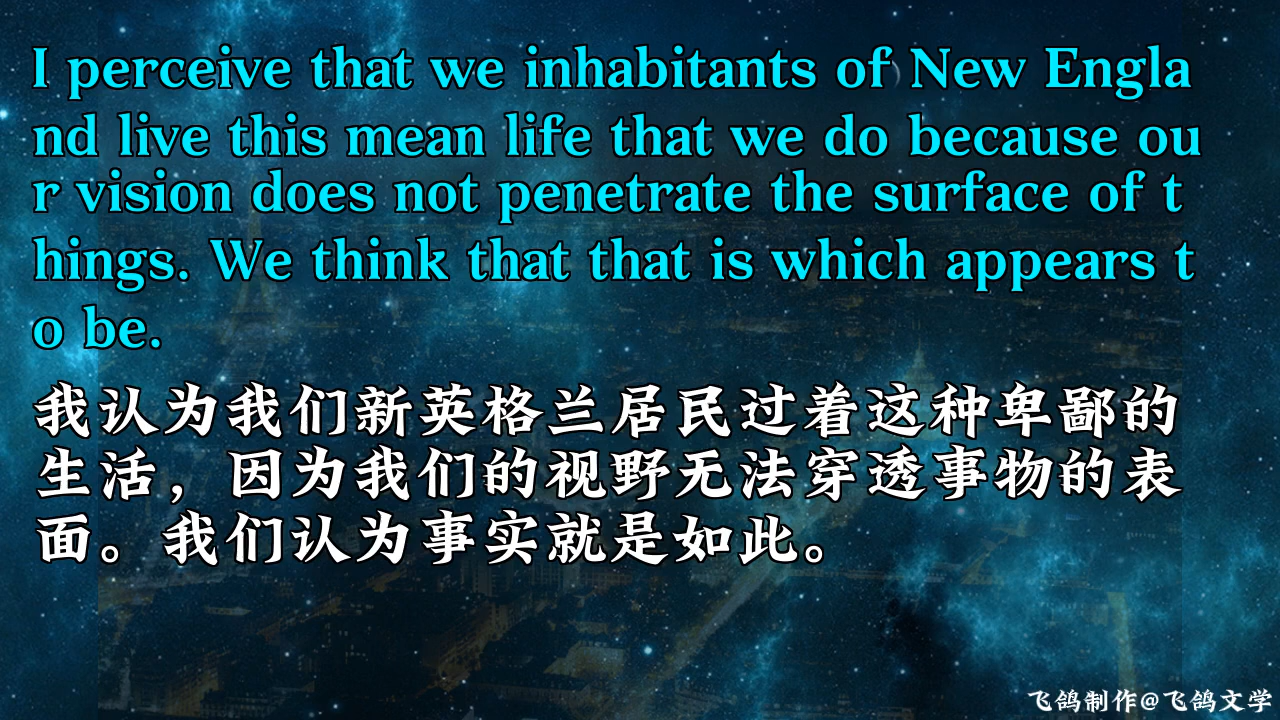 I perceive that we inhabitants of New Engla
nd live this mean life that we do because ou
r vision does not penetrate the surface of t
hings. We think that that is which appears t
o be.
我认为我们新英格兰居民过着这种卑鄙的
生活，因为我们的视野无法穿透事物的表
面。我们认为事实就是如此。
飞鸽制作@飞鸽文学